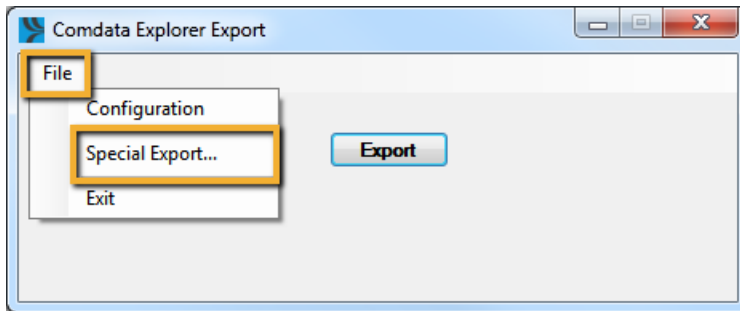 Comdata Explorer Export
File
Configuration
Special Export...
Export
Exit